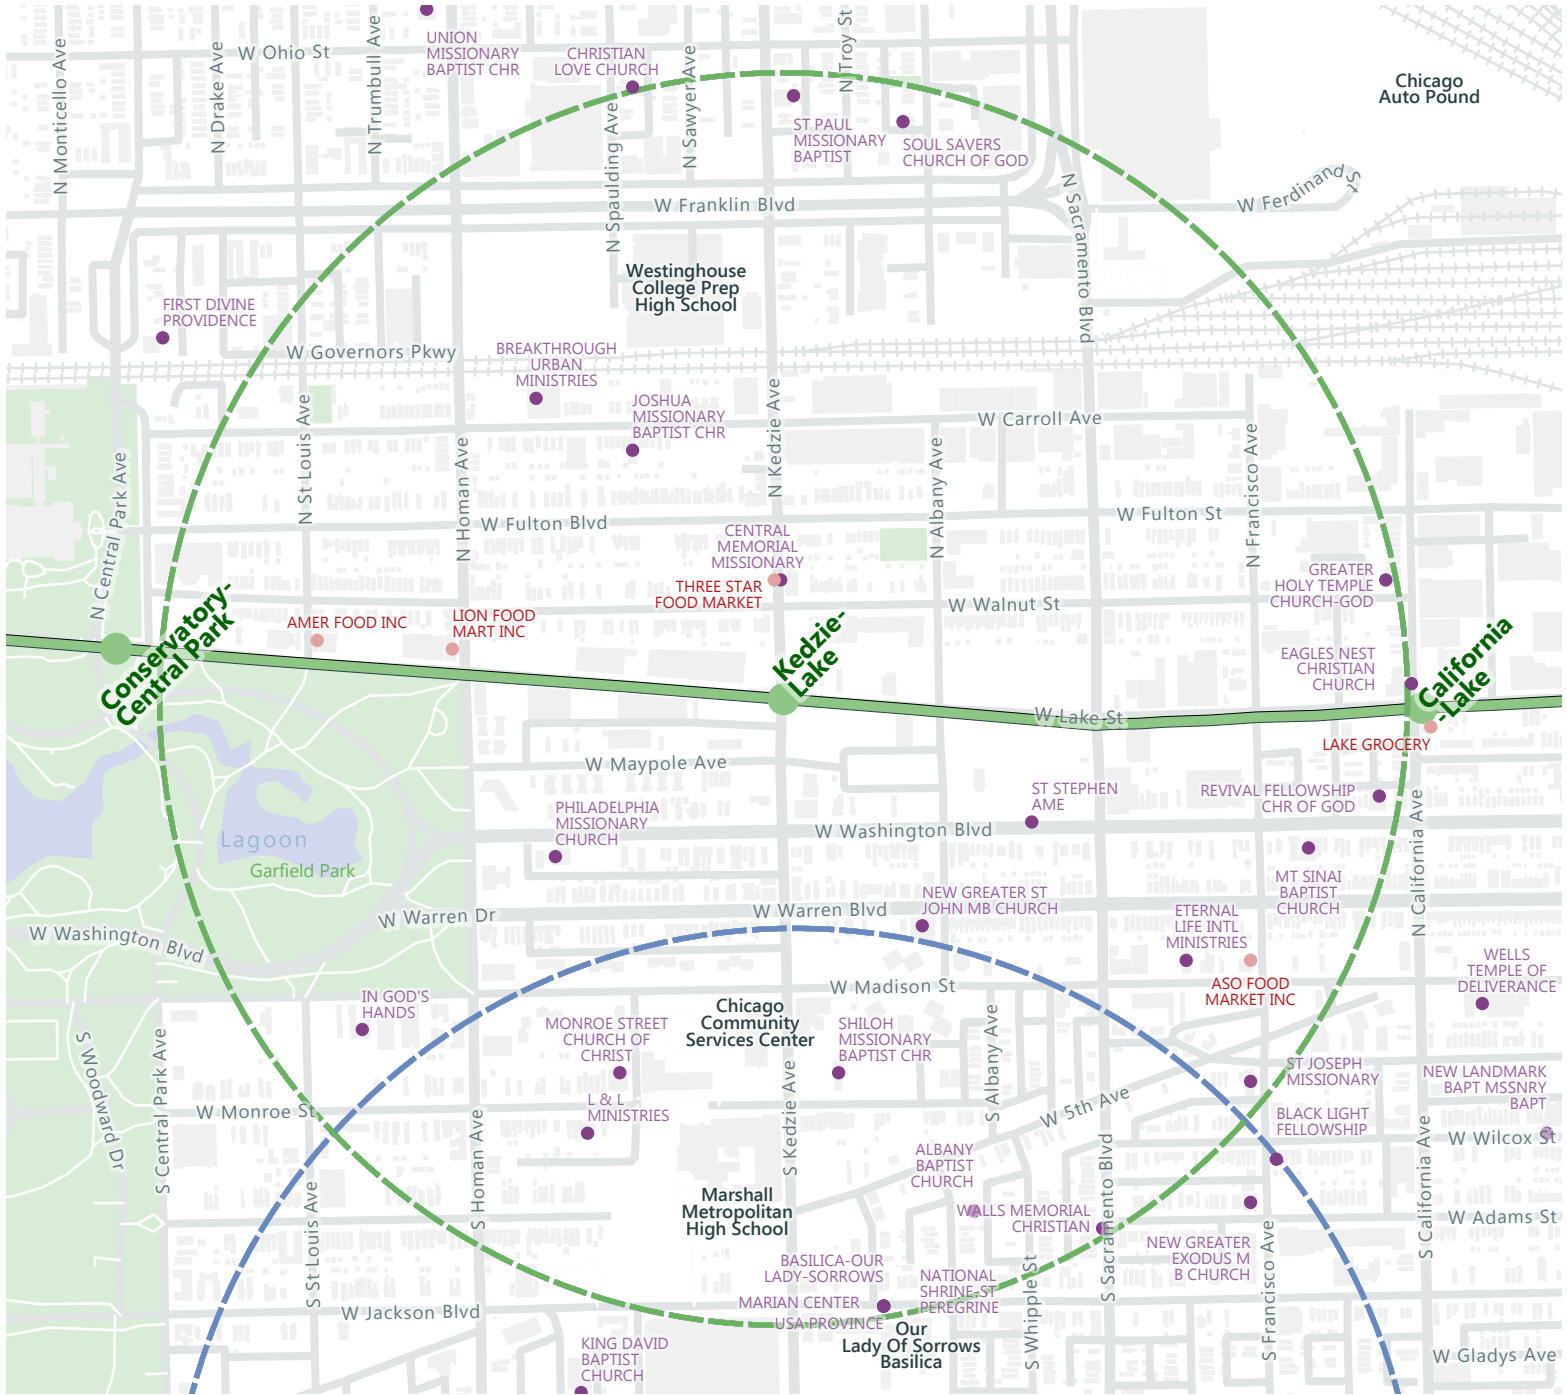 UNION
MISSIONARY
BAPTIST CHR
CHRISTIAN
LOVE CHURCH
W Ohio St
N Monticello Ave
N Drake Ave
N Trumbull Ave
N Spaulding Ave
N Sawyer Ave
N Troy St
Chicago
Auto Pound
ST PAUL
MISSIONARY
BAPTIST
SOUL SAVERS
CHURCH OF GOD
W Franklin Blvd
N Sacramento Blvd
W Ferdinand St
Westinghouse
College Prep
High School
FIRST DIVINE
PROVIDENCE
W Governors Pkwy
BREAKTHROUGH
URBAN
MINISTRIES
JOSHUA
MISSIONARY
BAPTIST CHR
W Carroll Ave
N Central Park Ave
N St Louis Ave
N Homan Ave
N Kedzie Ave
N Albany Ave
N Francisco Ave
W Fulton Blvd
W Fulton St
CENTRAL
MEMORIAL
MISSIONARY
THREE STAR
FOOD MARKET
GREATER
HOLY TEMPLE
CHURCH-GOD
W Walnut St
AMER FOOD INC
LION FOOD
MART INC
Conservatory-
Central Park
Kedzie-
Lake
California
-Lake
EAGLES NEST
CHRISTIAN
CHURCH
W Lake St
LAKE GROCERY
W Maypole Ave
ST STEPHEN
AME
REVIVAL FELLOWSHIP
CHR OF GOD
PHILADELPHIA
MISSIONARY
CHURCH
W Washington Blvd
Lagoon
Garfield Park
MT SINAI
BAPTIST
CHURCH
N California Ave
NEW GREATER ST
JOHN MB CHURCH
W Warren Dr
W Warren Blvd
ETERNAL
LIFE INTL
MINISTRIES
W Washington Blvd
WELLS
TEMPLE OF
DELIVERANCE
ASO FOOD
MARKET INC
W Madison St
IN GOD'S
HANDS
Chicago
Community
Services Center
MONROE STREET
CHURCH OF
CHRIST
SHILOH
MISSIONARY
BAPTIST CHR
S Woodward Dr
S Central Park Ave
S Albany Ave
ST JOSEPH
MISSIONARY
NEW LANDMARK
BAPT MSSNRY
BAPT
W Monroe St
L & L
MINISTRIES
S Kedzie Ave
W 5th Ave
BLACK LIGHT
FELLOWSHIP
W Wilcox St
S Homan Ave
ALBANY
BAPTIST
CHURCH
S St Louis Ave
Marshall
Metropolitan
High School
WALLS MEMORIAL
CHRISTIAN
S Sacramento Blvd
W Adams St
S California Ave
NEW GREATER
EXODUS M
B CHURCH
BASILICA-OUR
LADY-SORROWS
NATIONAL
SHRINE-ST
PEREGRINE
MARIAN CENTER
USA PROVINCE
S Whipple St
S Francisco Ave
W Jackson Blvd
Our
Lady Of Sorrows
Basilica
KING DAVID
BAPTIST
CHURCH
W Gladys Ave